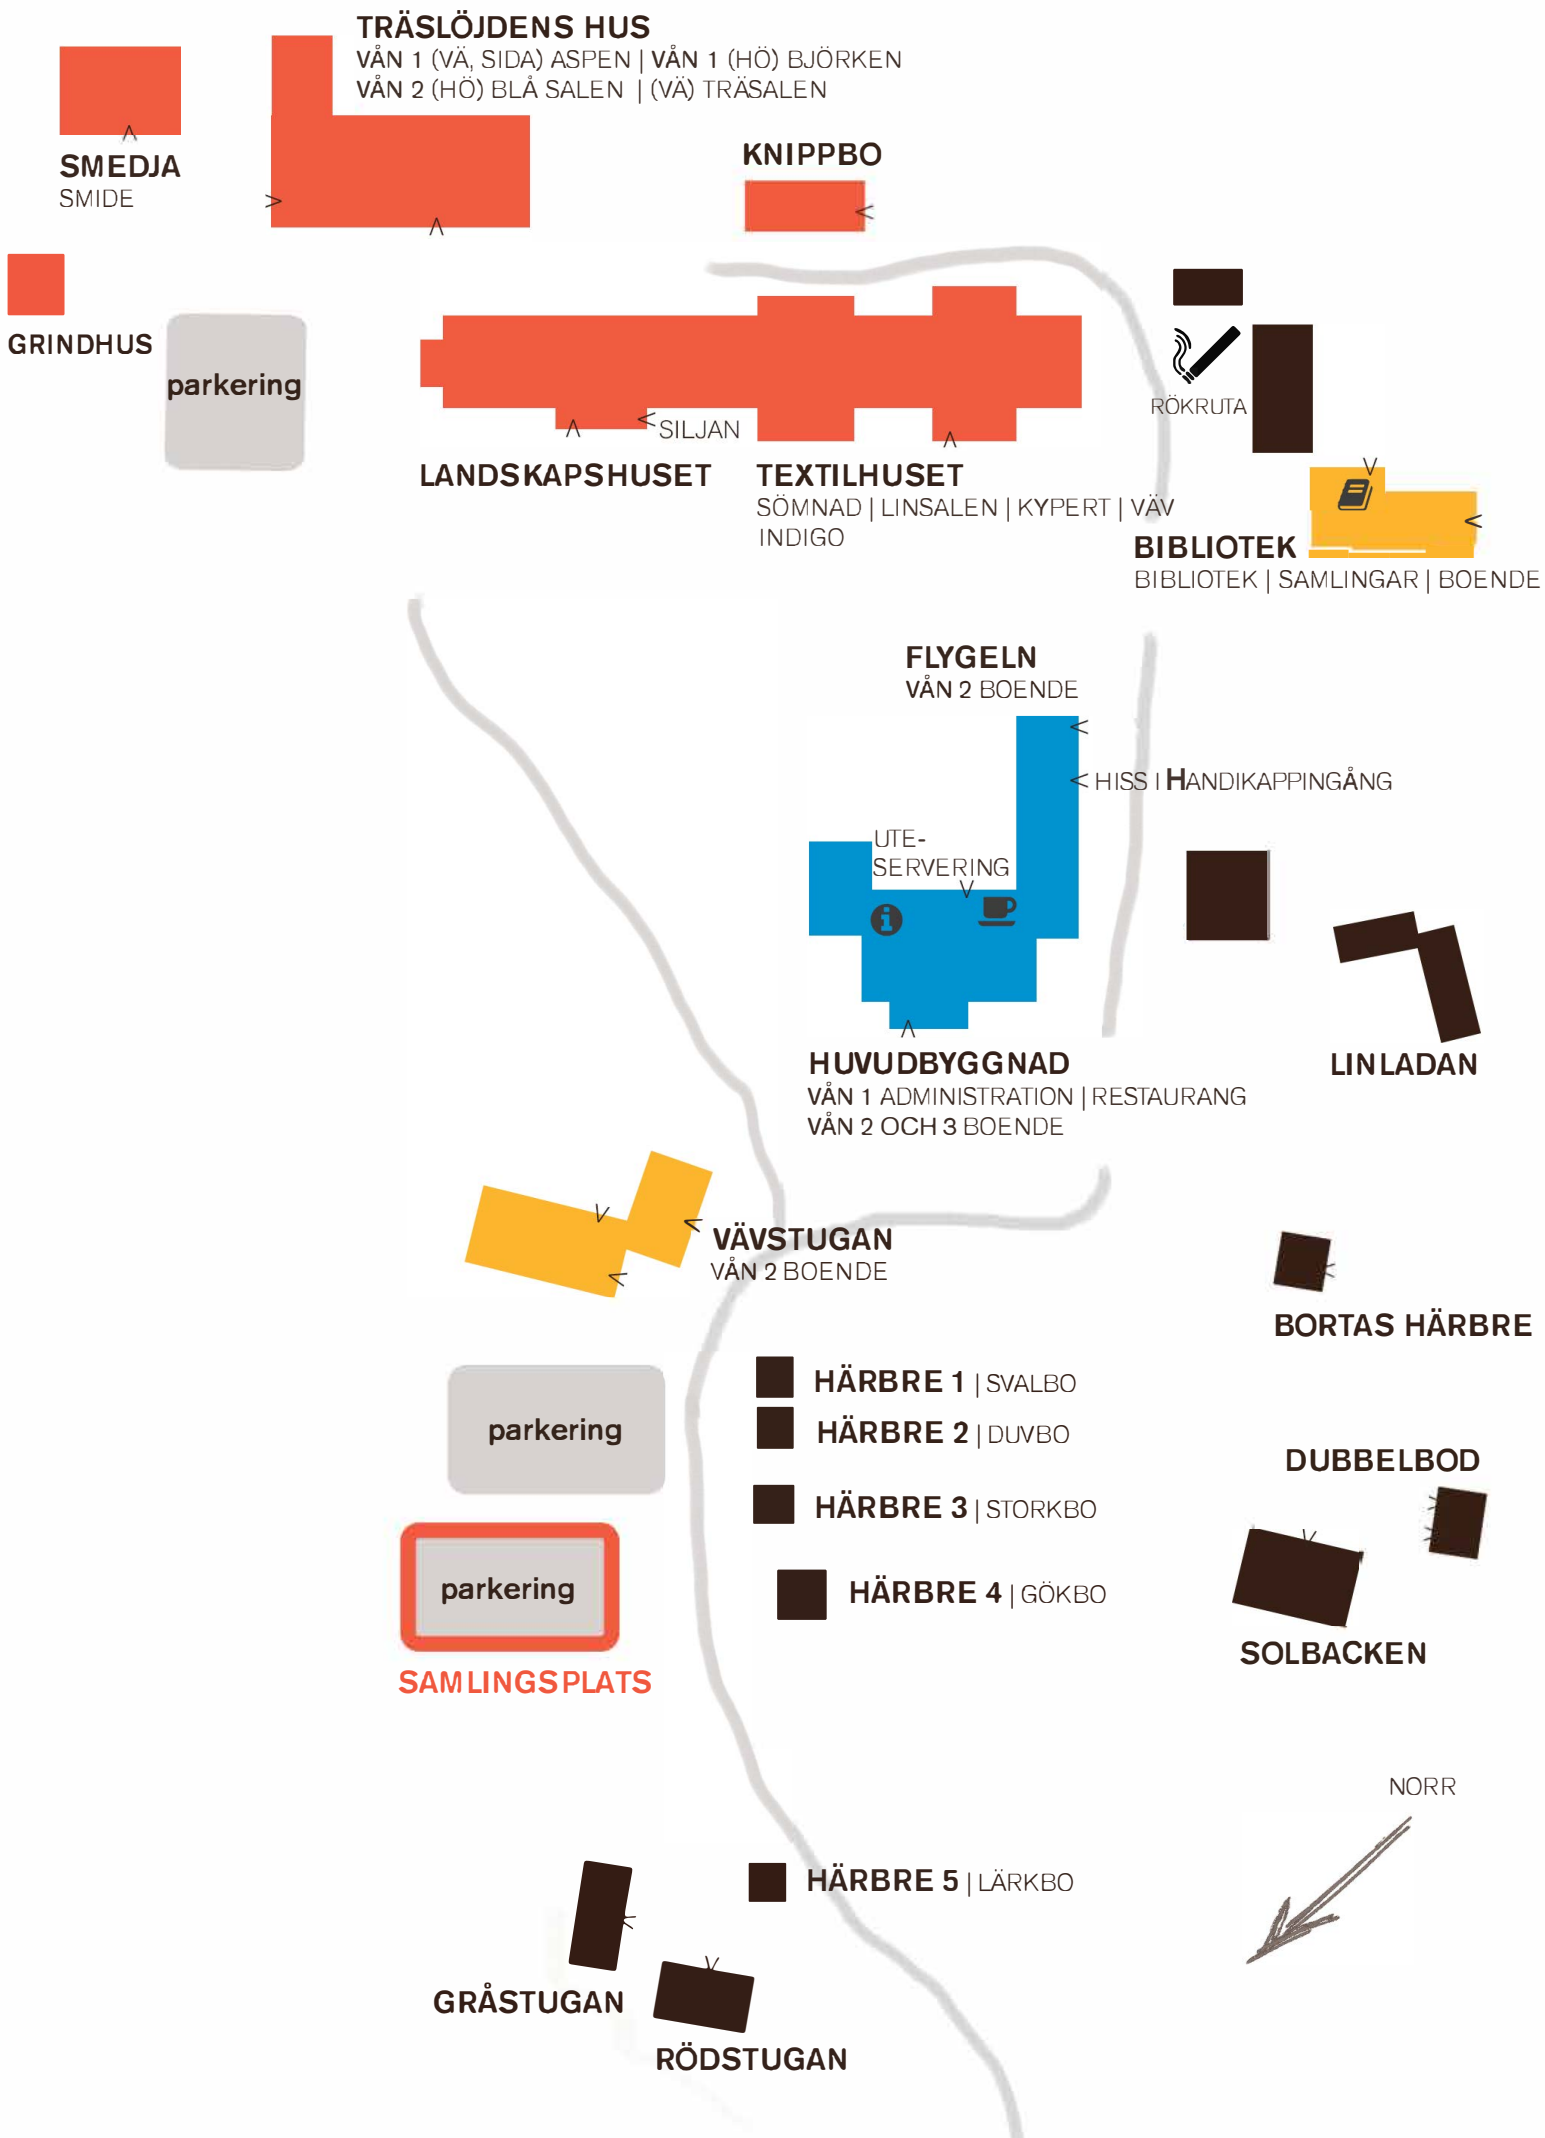 TRÄSLÖJDENS HUS
VÅN 1 (VÄ, SIDA) ASPEN | VÅN 1 (HÖ) BJÖRKEN
VÅN 2 (HÖ) BLÅ SALEN | (VÄ) TRÄSALEN
SMEDJA
SMIDE
KNIPPBO
GRINDHUS
parkering
SILJAN
LANDSKAPSHUSET
TEXTILHUSET
SÖMNAD | LINSALEN | KYPERT | VÄV
INDIGO
RÖKRUTA
BIBLIOTEK
BIBLIOTEK | SAMLINGAR | BOENDE
FLYGELN
VÅN 2 BOENDE
HISS I HANDIKAPPINGÅNG
UTE-
SERVERING
HUVUDBYGGNAD
VÅN 1 ADMINISTRATION | RESTAURANG
VÅN 2 OCH 3 BOENDE
LINLADAN
VÄVSTUGAN
VÅN 2 BOENDE
BORTAS HÄRBRE
parkering
HÄRBRE 1 | SVALBO
HÄRBRE 2 | DUVBO
HÄRBRE 3 | STORKBO
HÄRBRE 4 | GÖKBO
DUBBELBOD
SOLBACKEN
parkering
SAMLINGSPLATS
NORR
HÄRBRE 5 | LÄRKBO
GRÅSTUGAN
RÖDSTUGAN